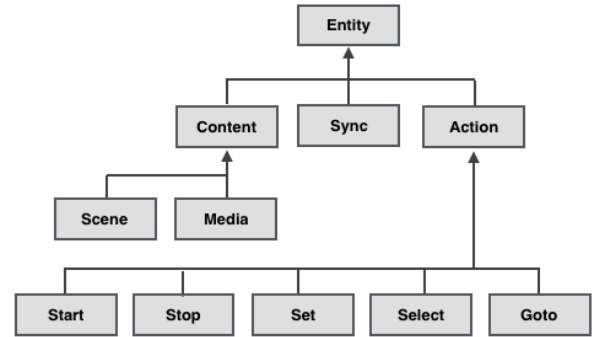 Entity
Content
Sync
Action
Scene
Media
Start
Stop
Set
Select
Goto